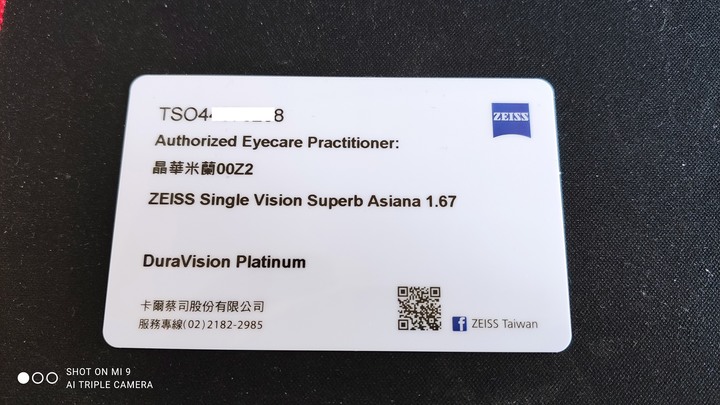 TSO44 8
ZEISS
Authorized Eyecare Practitioner:
晶華米蘭00Z2
ZEISS Single Vision Superb Asiana 1.67
DuraVision Platinum
卡爾蔡司股份有限公司
服務專線(02)2182-2985
f ZEISS Taiwan
SHOT ON MI 9
AI TRIPLE CAMERA